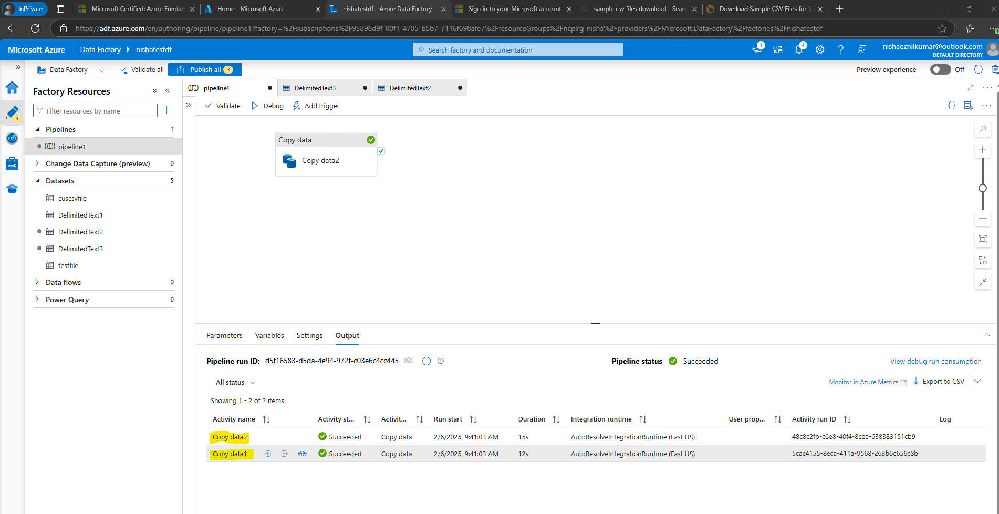 InPrivate
Microsoft Certified: Azure Fundam
Home - Microsoft Azure
nishatestdf - Azure Data Factory
Sign in to your Microsoft account
sample csv files download - Searc
Download Sample CSV Files for fr
https://adf.azure.com/en/authoring/pipeline/pipeline1?factory=%2Fsubscriptions%2F95896d9f-00f1-4705-b5b7-7116f698afe7%2FresourceGroups%2Fncplrg-nisha%2Fproviders%2FMicrosoft.DataFactory%2Ffactories%2Fnishatestdf
Microsoft Azure
Data Factory
nishatestdf
Search factory and documentation
1
4
nishaezhilkumar@outlook.com
DEFAULT DIRECTORY
Data Factory
Validate all
Publish all 3
Preview experience
Off
Factory Resources
pipeline1
DelimitedText3
DelimitedText2
Filter resources by name
Validate
Debug
Add trigger
3
Pipelines 1
pipeline1
Change Data Capture (preview) 0
Datasets 5
cuscsvfile
DelimitedText1
DelimitedText2
DelimitedText3
testfile
Data flows 0
Power Query 0
Copy data
Copy data2
Parameters Variables Settings Output
Pipeline run ID: d5f16583-d5da-4e94-972f-c03e6c4cc445
Pipeline status Succeeded
View debug run consumption
All status
Monitor in Azure Metrics
Export to CSV
Showing 1 - 2 of 2 items
Activity name Activity st... Activit... Run start Duration Integration runtime User prop... Activity run ID Log
Copy data2 Succeeded Copy data 2/6/2025, 9:41:03 AM 15s AutoResolveIntegrationRuntime (East US) 48c8c2fb-c6e8-40f4-8cee-638383151cb9
Copy data1 Succeeded Copy data 2/6/2025, 9:41:03 AM 12s AutoResolveIntegrationRuntime (East US) 5cac4155-8eca-411a-9568-263b6c656c8b